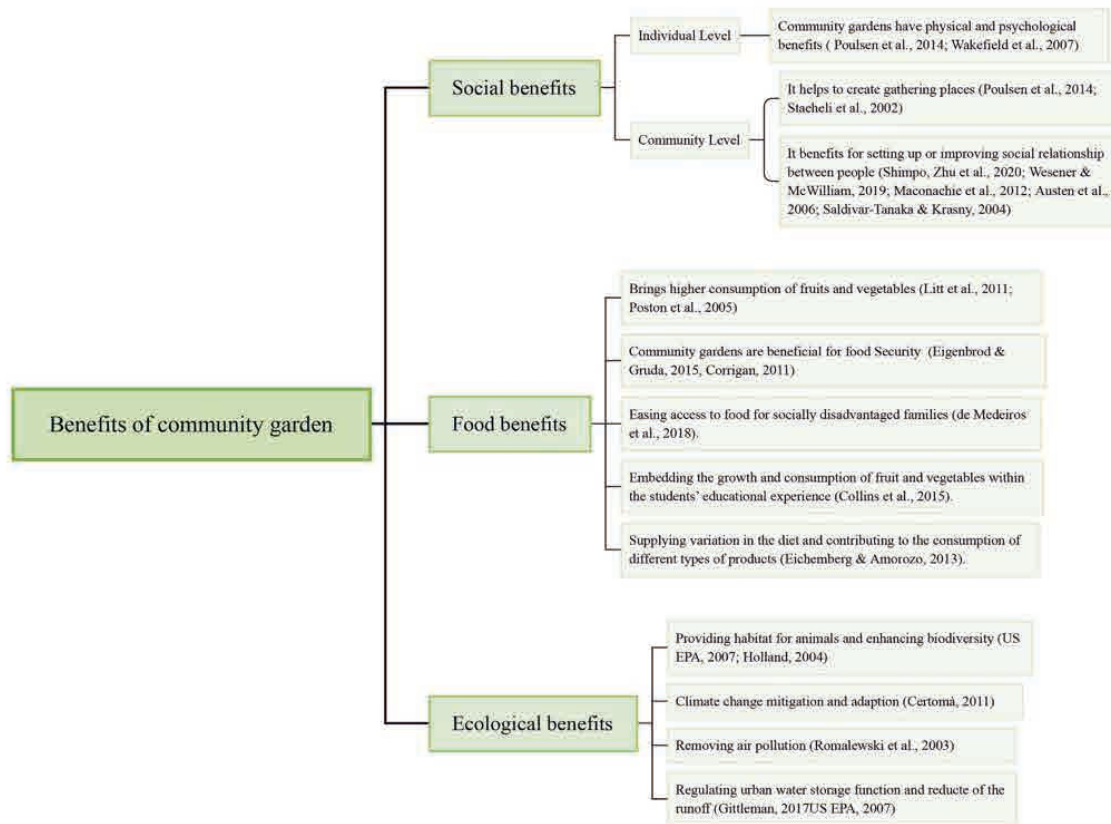 Benefits of community garden
Social benefits
Individual Level
Community gardens have physical and psychological
benefits ( Poulsen et al., 2014; Wakefield et al., 2007)
Community Level
It helps to create gathering places (Poulsen et al., 2014;
Staeheli et al., 2002)
It benefits for setting up or improving social relationship
between people (Shimpo, Zhu et al., 2020; Wesener &
McWilliam, 2019; Maconachie et al., 2012; Austen et al.,
2006; Saldivar-Tanaka & Krasny, 2004)
Food benefits
Brings higher consumption of fruits and vegetables (Litt et al., 2011;
Poston et al., 2005)
Community gardens are beneficial for food Security (Eigenbrod &
Gruda, 2015, Corrigan, 2011)
Easing access to food for socially disadvantaged families (de Medeiros
et al., 2018).
Embedding the growth and consumption of fruit and vegetables within
the students' educational experience (Collins et al., 2015).
Supplying variation in the diet and contributing to the consumption of
different types of products (Eichemberg & Amorozo, 2013).
Ecological benefits
Providing habitat for animals and enhancing biodiversity (US
EPA, 2007; Holland, 2004)
Climate change mitigation and adaption (Certomà, 2011)
Removing air pollution (Romalewski et al., 2003)
Regulating urban water storage function and reducte of the
runoff (Gittleman, 2017US EPA, 2007)